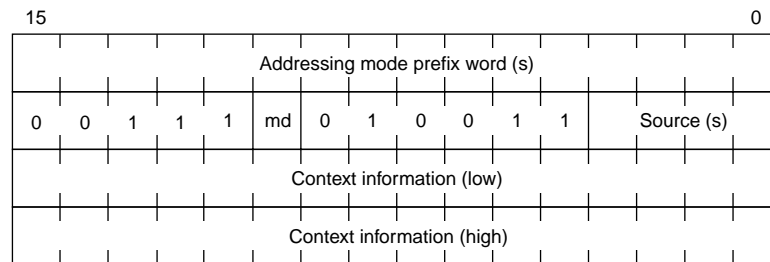 15 0
Addressing mode prefix word (s)
0 0 1 1 1 md 0 1 0 0 1 1 Source (s)
Context information (low)
Context information (high)